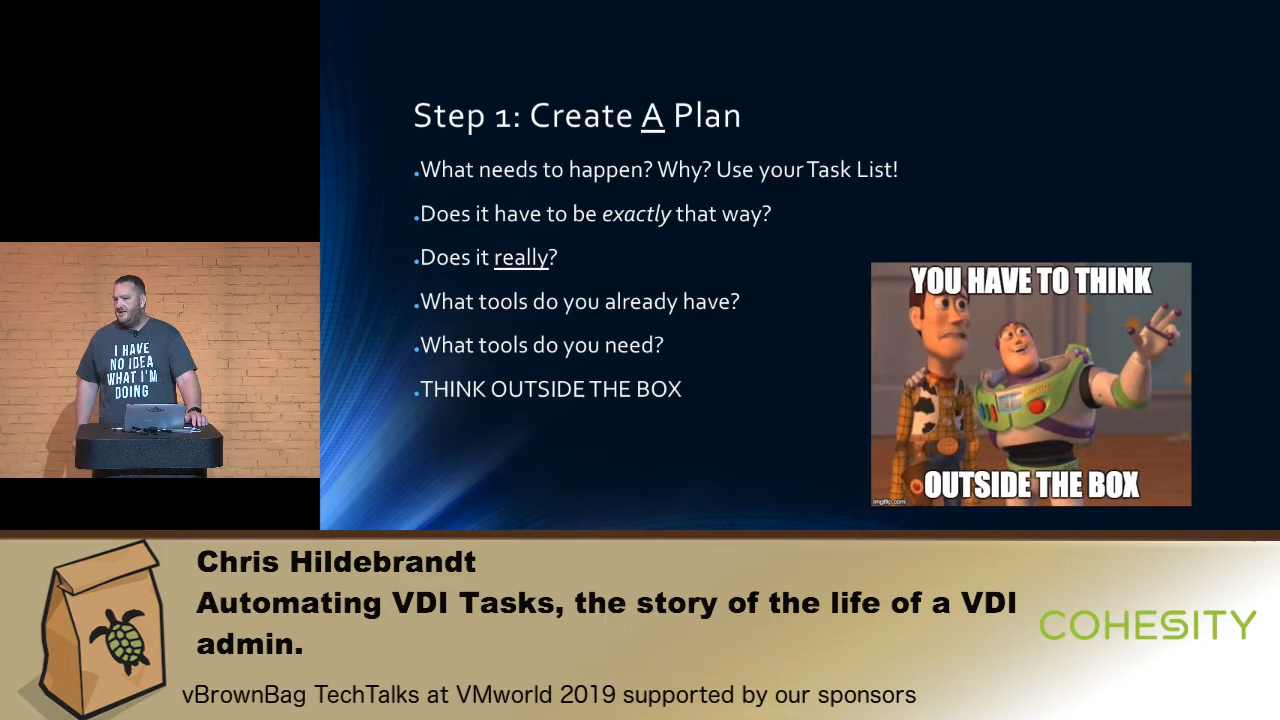 Step 1: Create A Plan
What needs to happen? Why? Use your Task List!
Does it have to be exactly that way?
Does it really?
What tools do you already have?
What tools do you need?
THINK OUTSIDE THE BOX
YOU HAVE TO THINK
OUTSIDE THE BOX
imgflip.com
I HAVE
NO IDEA
WHAT I'M
DOING
Chris Hildebrandt
Automating VDI Tasks, the story of the life of a VDI
admin.
COHESITY
vBrownBag TechTalks at VMworld 2019 supported by our sponsors